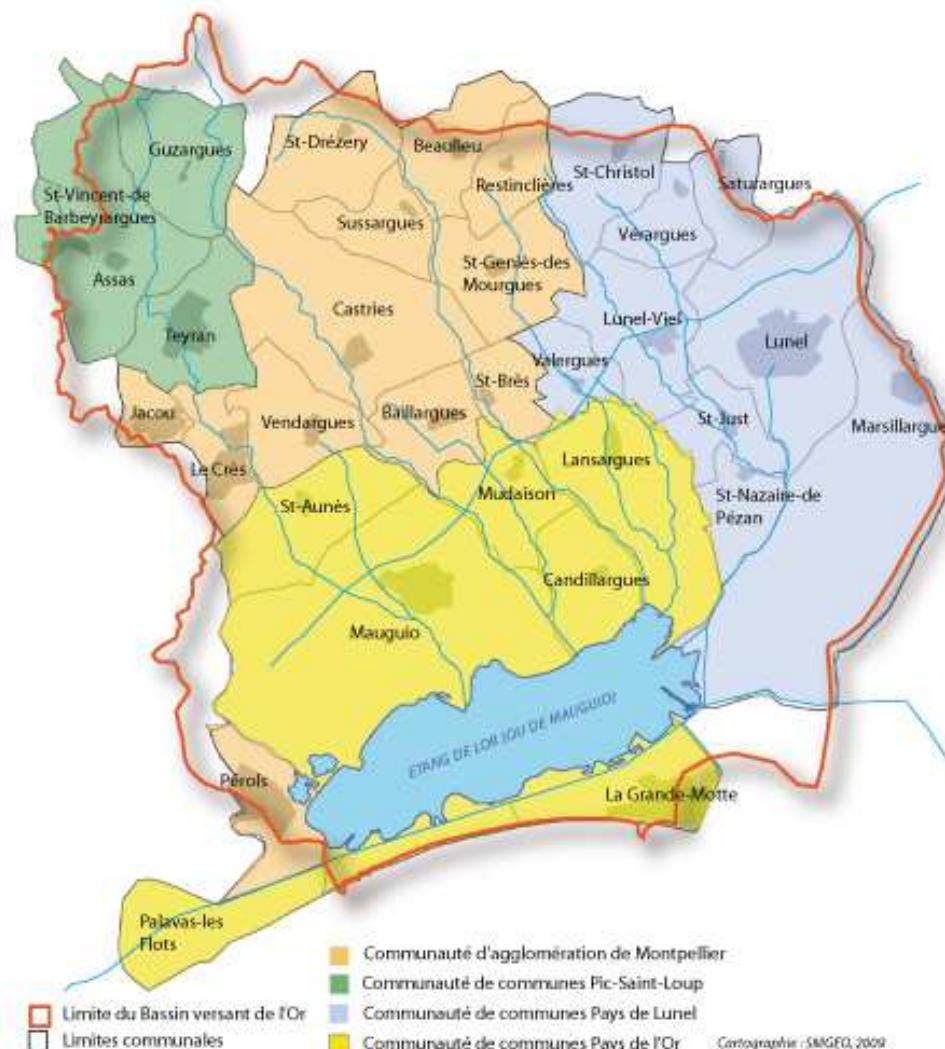 St-Drézery
Beaulieu
Guzargues
Restinclières
St-Christol
Saturargues
St-Vincent-de
Barbeyrargues
Sussargues
Vérargues
St-Geniès-des
Mourgues
Assas
Castries
Lunel-Viel
Teyran
Lunel
Valergues
St-Brès
Jacou
Vendargues
Baillargues
St-Just
Marsillargue
Le Crès
Lansargues
St-Aunès
Mudaison
St-Nazaire-de
Pézan
Candillargues
Mauguio
ETANG DE L'OR (OU DE MAUGUIO)
Pérols
La Grande-Motte
Palavas-les
Flots
Communauté d'agglomération de Montpellier
Communauté de communes Pic-Saint-Loup
Limite du Bassin versant de l'Or
Communauté de communes Pays de Lunel
Limites communales
Communauté de communes Pays de l'Or
Cartographie : SMGEO, 2009